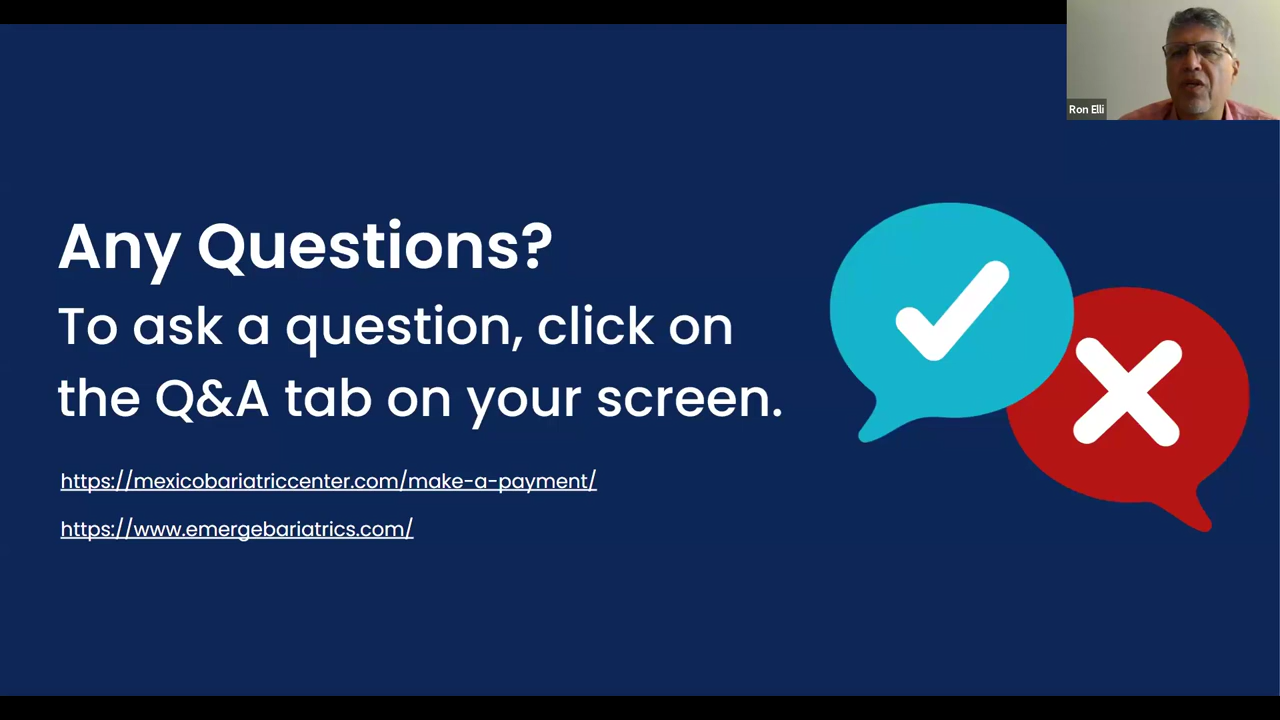 Ron Elli
Any Questions?
To ask a question, click on
the Q&A tab on your screen.
https://mexicobariatriccenter.com/make-a-payment/
https://www.emergebariatrics.com/